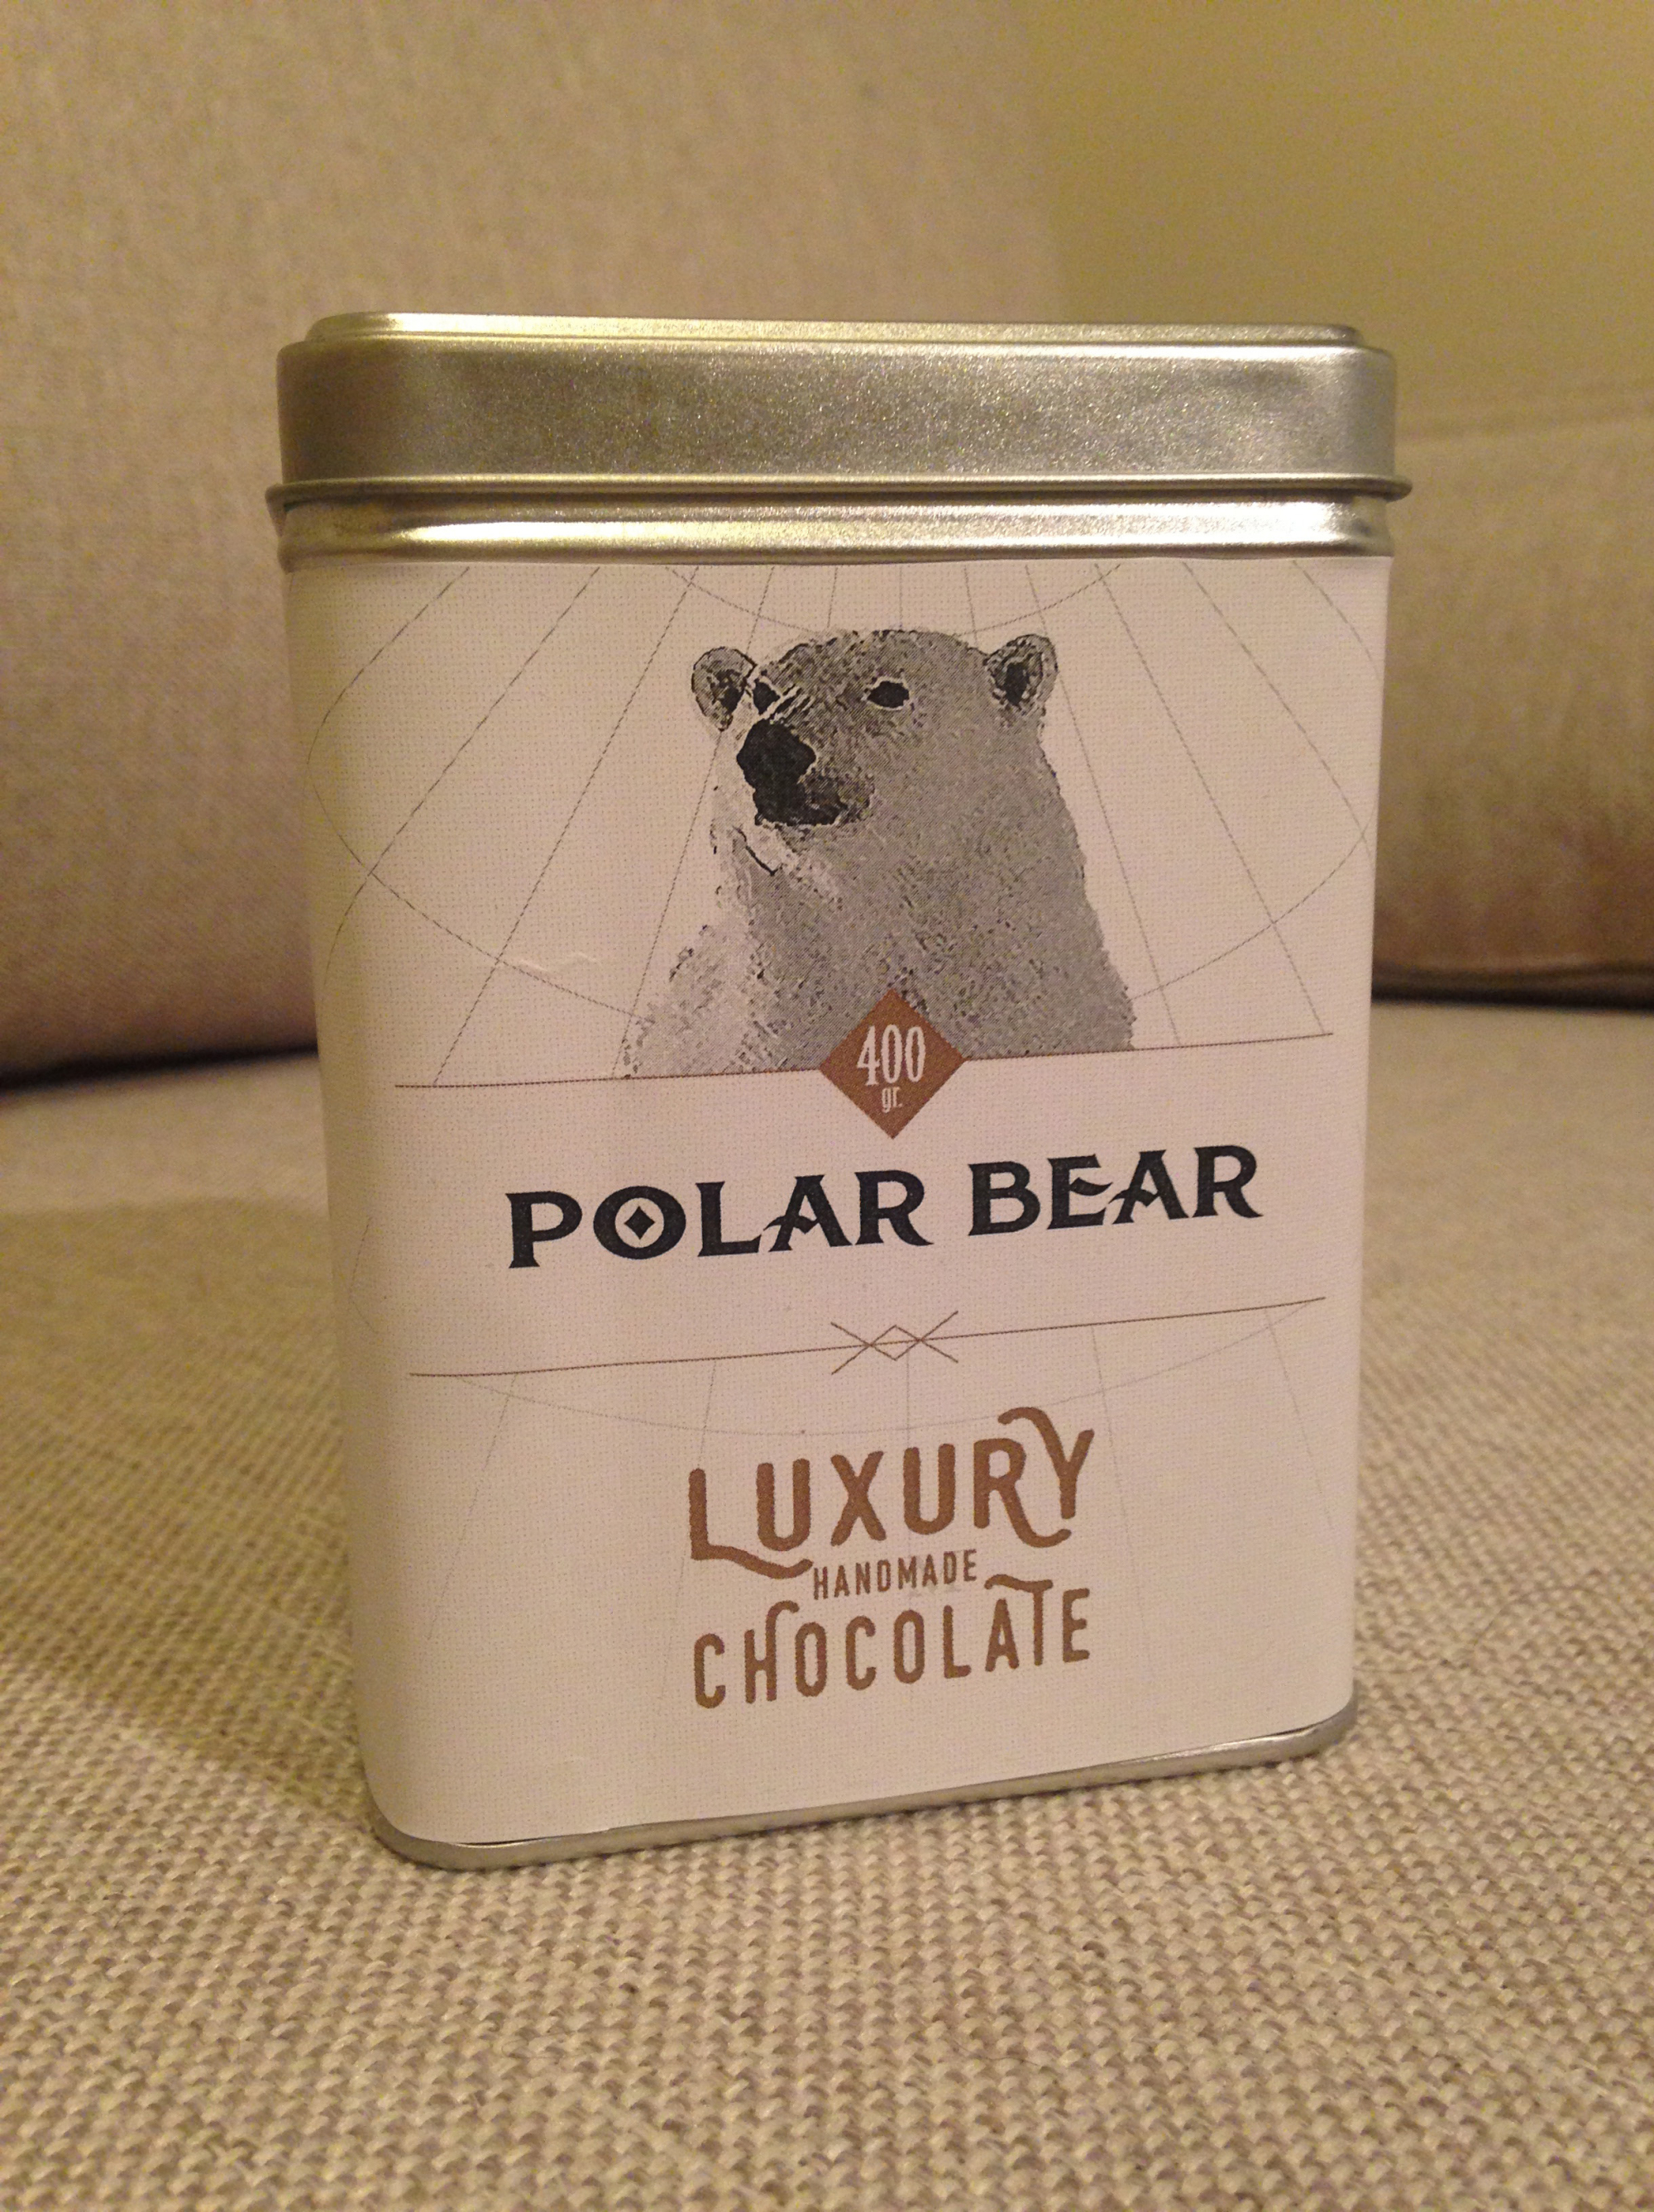 400
gr.
POLAR BEAR
LUXURY
HANDMADE
CHOCOLATE